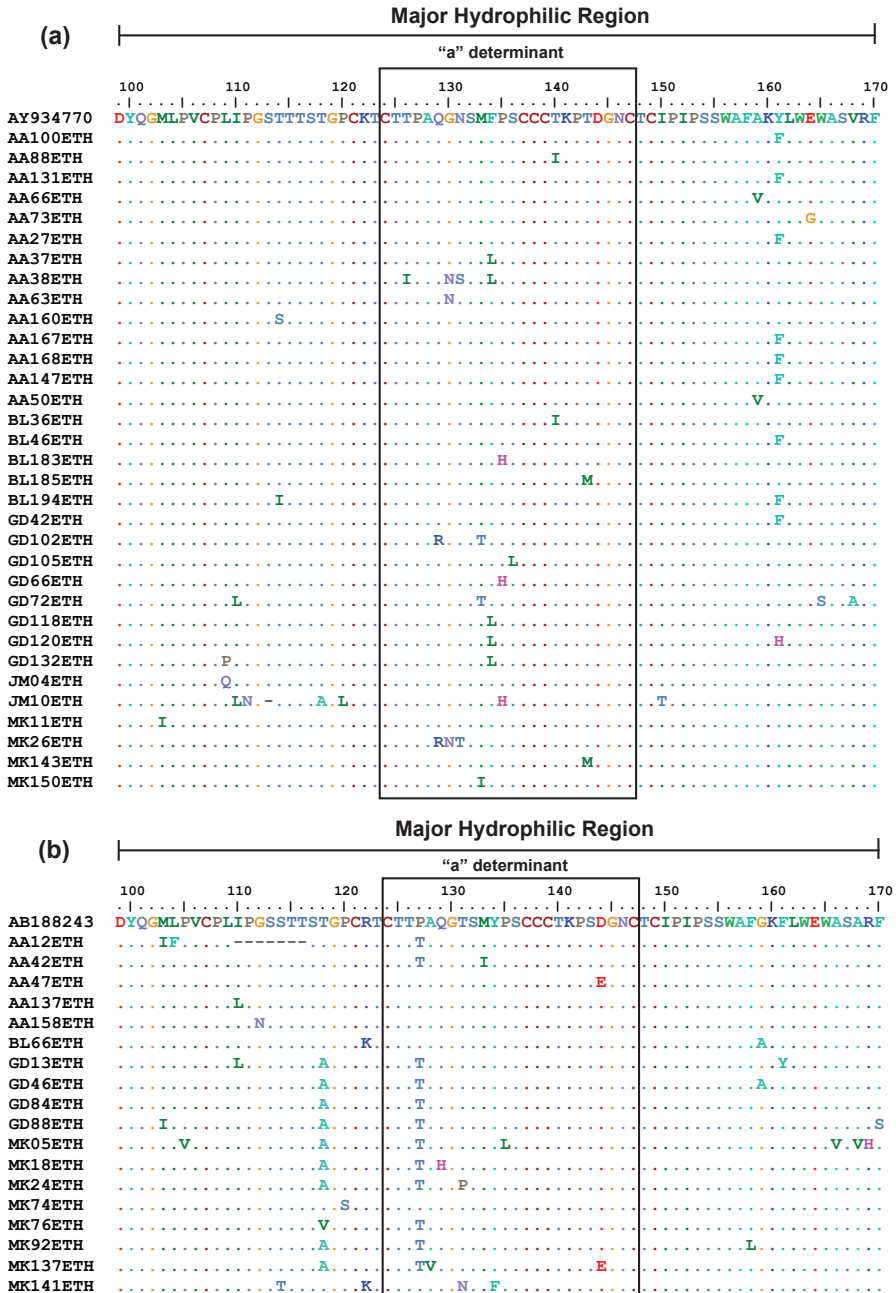 (a)
Major Hydrophilic Region
“a” determinant
100 110 120 130 140 150 160 170
AY934770 DYQGMLPVCPLIPGSTTTSTGPCKTCTTPAQGNSMFPSCCCTKPTDGNCTCIPIPSSWAFAKYLWEWASVRF
AA100ETH ..............................................................F.........
AA88ETH .........................................I..............................
AA131ETH ..............................................................F.........
AA66ETH ............................................................V...........
AA73ETH .................................................................G......
AA27ETH ..............................................................F.........
AA37ETH ...................................L....................................
AA38ETH ...........................I...NS..L....................................
AA63ETH ...............................N........................................
AA160ETH ...............S........................................................
AA167ETH ..............................................................F.........
AA168ETH ..............................................................F.........
AA147ETH ..............................................................F.........
AA50ETH ............................................................V...........
BL36ETH .........................................I..............................
BL46ETH ..............................................................F.........
BL183ETH ....................................H...................................
BL185ETH ............................................M...........................
BL194ETH ...............I..............................................F.........
GD42ETH ..............................................................F.........
GD102ETH ..............................R...T.....................................
GD105ETH .....................................L..................................
GD66ETH ....................................H...................................
GD72ETH ...........L......................T...............................S..A..
GD118ETH ...................................L....................................
GD120ETH ...................................L..........................H.........
GD132ETH ..........P.............................................................
JM04ETH ..........Q.............................................................
JM10ETH ...........LN.-....A.L..............H..............T....................
MK11ETH ....I...................................................................
MK26ETH ..............................RNT.......................................
MK143ETH ............................................M...........................
MK150ETH ..................................I.....................................
(b)
Major Hydrophilic Region
“a” determinant
100 110 120 130 140 150 160 170
AB188243 DYQGMLPVCPLIPGSSTTSTGPCRTCTTPAQGTSMYPSCCCTKPSDGNCTCIPIPSSWAFGKFLWEWASARF
AA12ETH ....IF.....-------..........T...........................................
AA42ETH ............................T.....I.....................................
AA47ETH .............................................E..........................
AA137ETH ...........L............................................................
AA158ETH .............N..........................................................
BL66ETH .......................K....................................A...........
GD13ETH ...........L.......A........T.................................Y.........
GD46ETH ...................A........T...............................A...........
GD84ETH ...................A........T...........................................
GD88ETH ....I..............A........T..........................................S
MK05ETH ......V............A........T.......L..............................V.VH.
MK18ETH ...................A........T.H.........................................
MK24ETH ...................A........T...P.......................................
MK74ETH .....................S..................................................
MK76ETH ...................V........T...........................................
MK92ETH ...................A........T..............................L............
MK137ETH ...................A........TV...............E..........................
MK141ETH ...............T.......K........N..F....................................